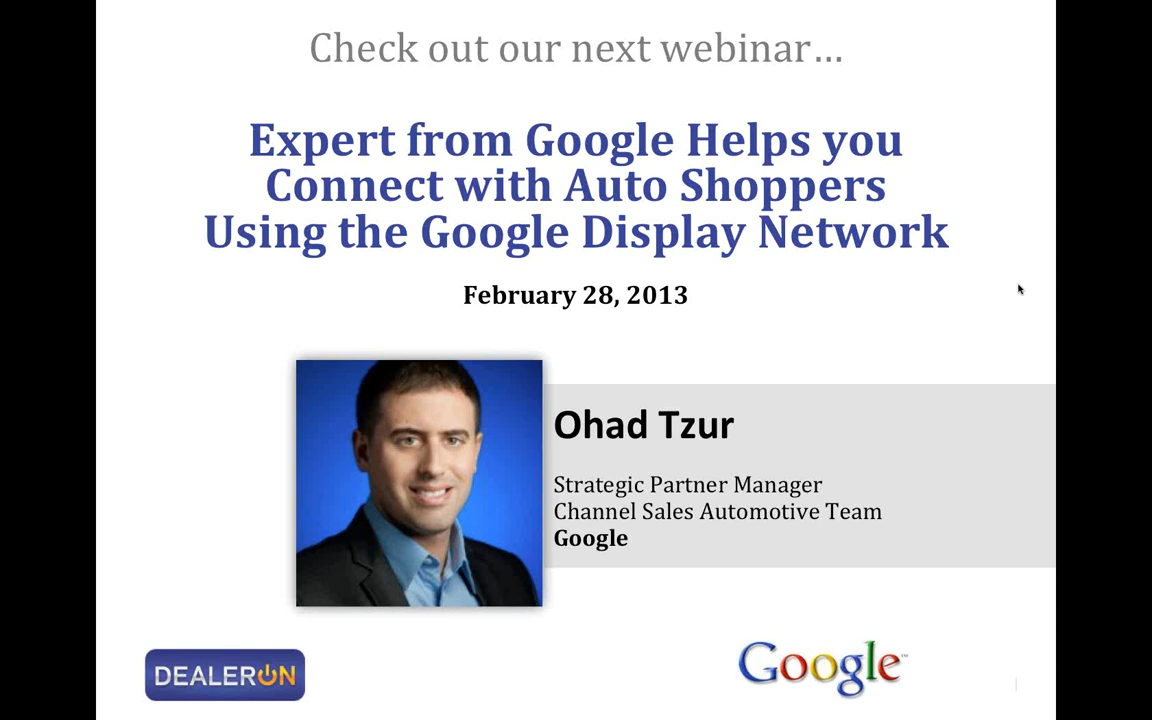 Check out our next webinar...
Expert from Google Helps you
Connect with Auto Shoppers
Using the Google Display Network
February 28, 2013
Ohad Tzur
Strategic Partner Manager
Channel Sales Automotive Team
Google
DEALERON
Google™